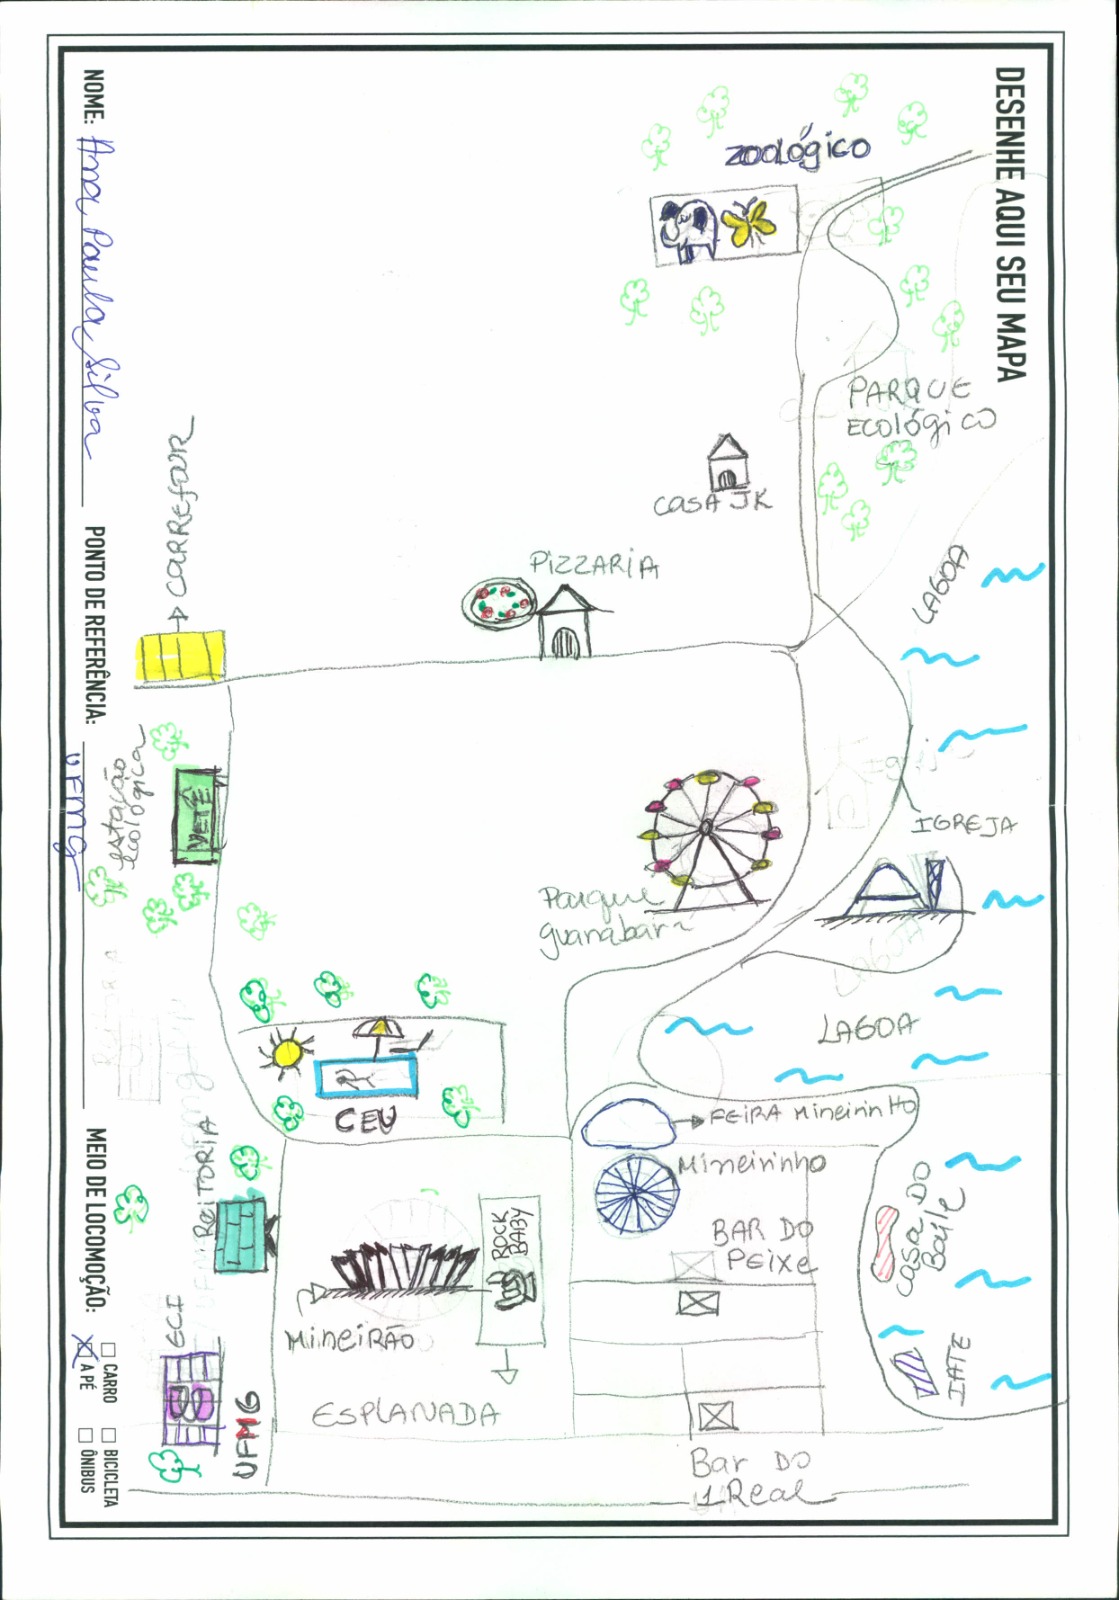 DESENHE AQUI SEU MAPA
PARQUE
ECOLÓGICO
LAGOA
IGREJA
LAGOA
CASA DO
Baile
IATE
zoológico
CASA JK
PIZZARIA
Parque
guanabara
FEIRA Mineirinho
Mineirinho
BAR DO
PEIXE
Bar DO
1 Real
ROCK
BABY
CEU
Mineirão
ESPLANADA
CARREFOUR
VETE
estação
ecológica
ReiTORIA
UFMG
ECI
NOME: Ana Paula Silva
PONTO DE REFERÊNCIA: UFMG
MEIO DE LOCOMOÇÃO:
CARRO
BICICLETA
A PÉ
ÔNIBUS